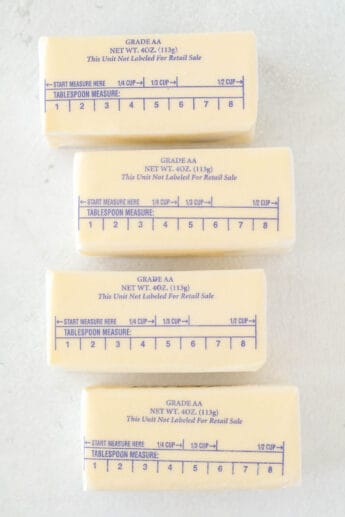 GRADE AA
NET WT. 4OZ. (113g)
This Unit Not Labeled For Retail Sale
←START MEASURE HERE 1/4 CUP→ 1/3 CUP→ 1/2 CUP→
TABLESPOON MEASURE:
1 2 3 4 5 6 7 8
GRADE AA
NET WT. 4OZ. (113g)
This Unit Not Labeled For Retail Sale
←START MEASURE HERE 1/4 CUP→ 1/3 CUP→ 1/2 CUP→
TABLESPOON MEASURE:
1 2 3 4 5 6 7 8
GRADE AA
NET WT. 4OZ. (113g)
This Unit Not Labeled For Retail Sale
←START MEASURE HERE 1/4 CUP→ 1/3 CUP→ 1/2 CUP→
TABLESPOON MEASURE:
1 2 3 4 5 6 7 8
GRADE AA
NET WT. 4OZ. (113g)
This Unit Not Labeled For Retail Sale
←START MEASURE HERE 1/4 CUP→ 1/3 CUP→ 1/2 CUP→
TABLESPOON MEASURE:
1 2 3 4 5 6 7 8